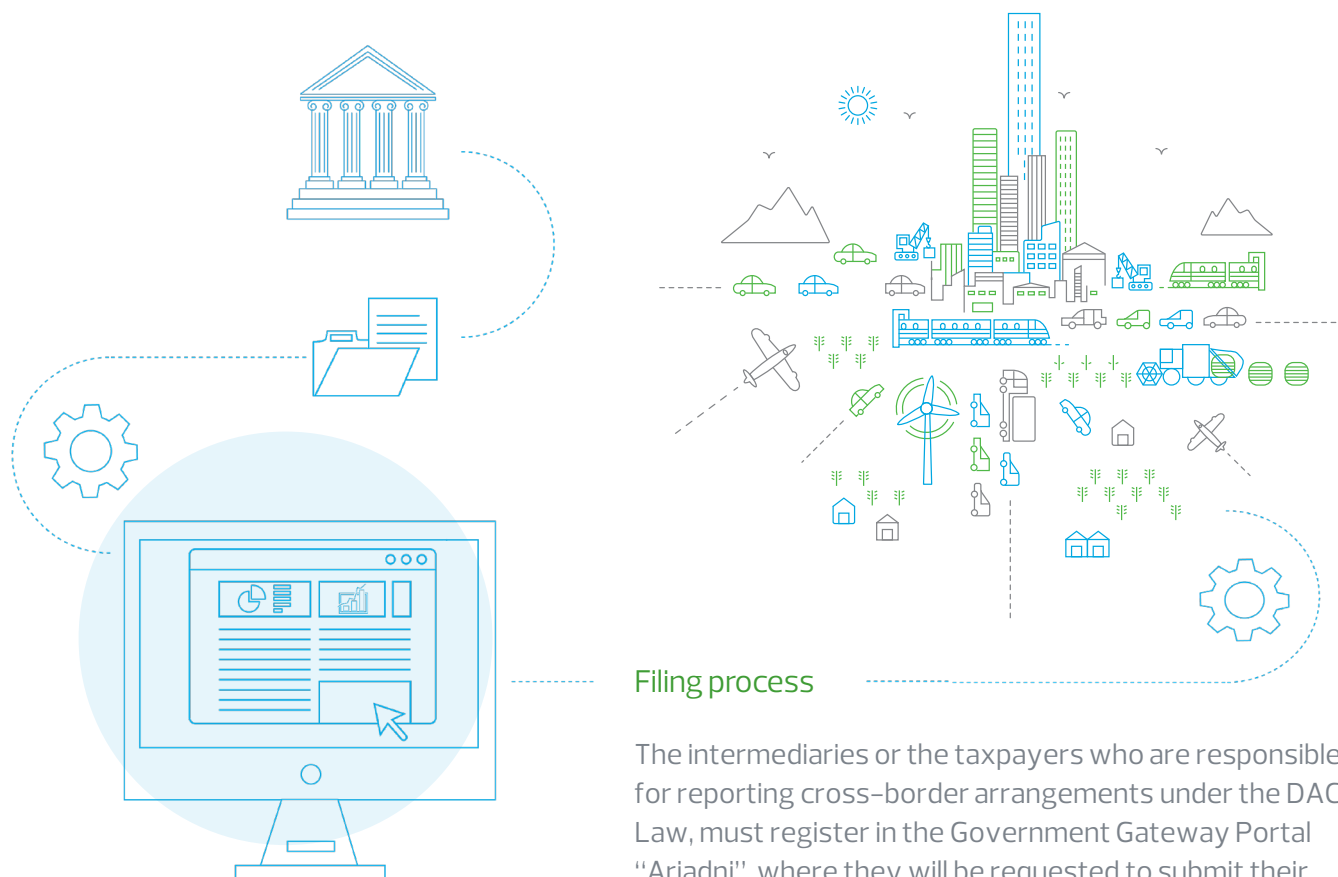 Filing process
The intermediaries or the taxpayers who are responsible
for reporting cross-border arrangements under the DAC
Law, must register in the Government Gateway Portal
“Ariadni”, where they will be requested to submit their